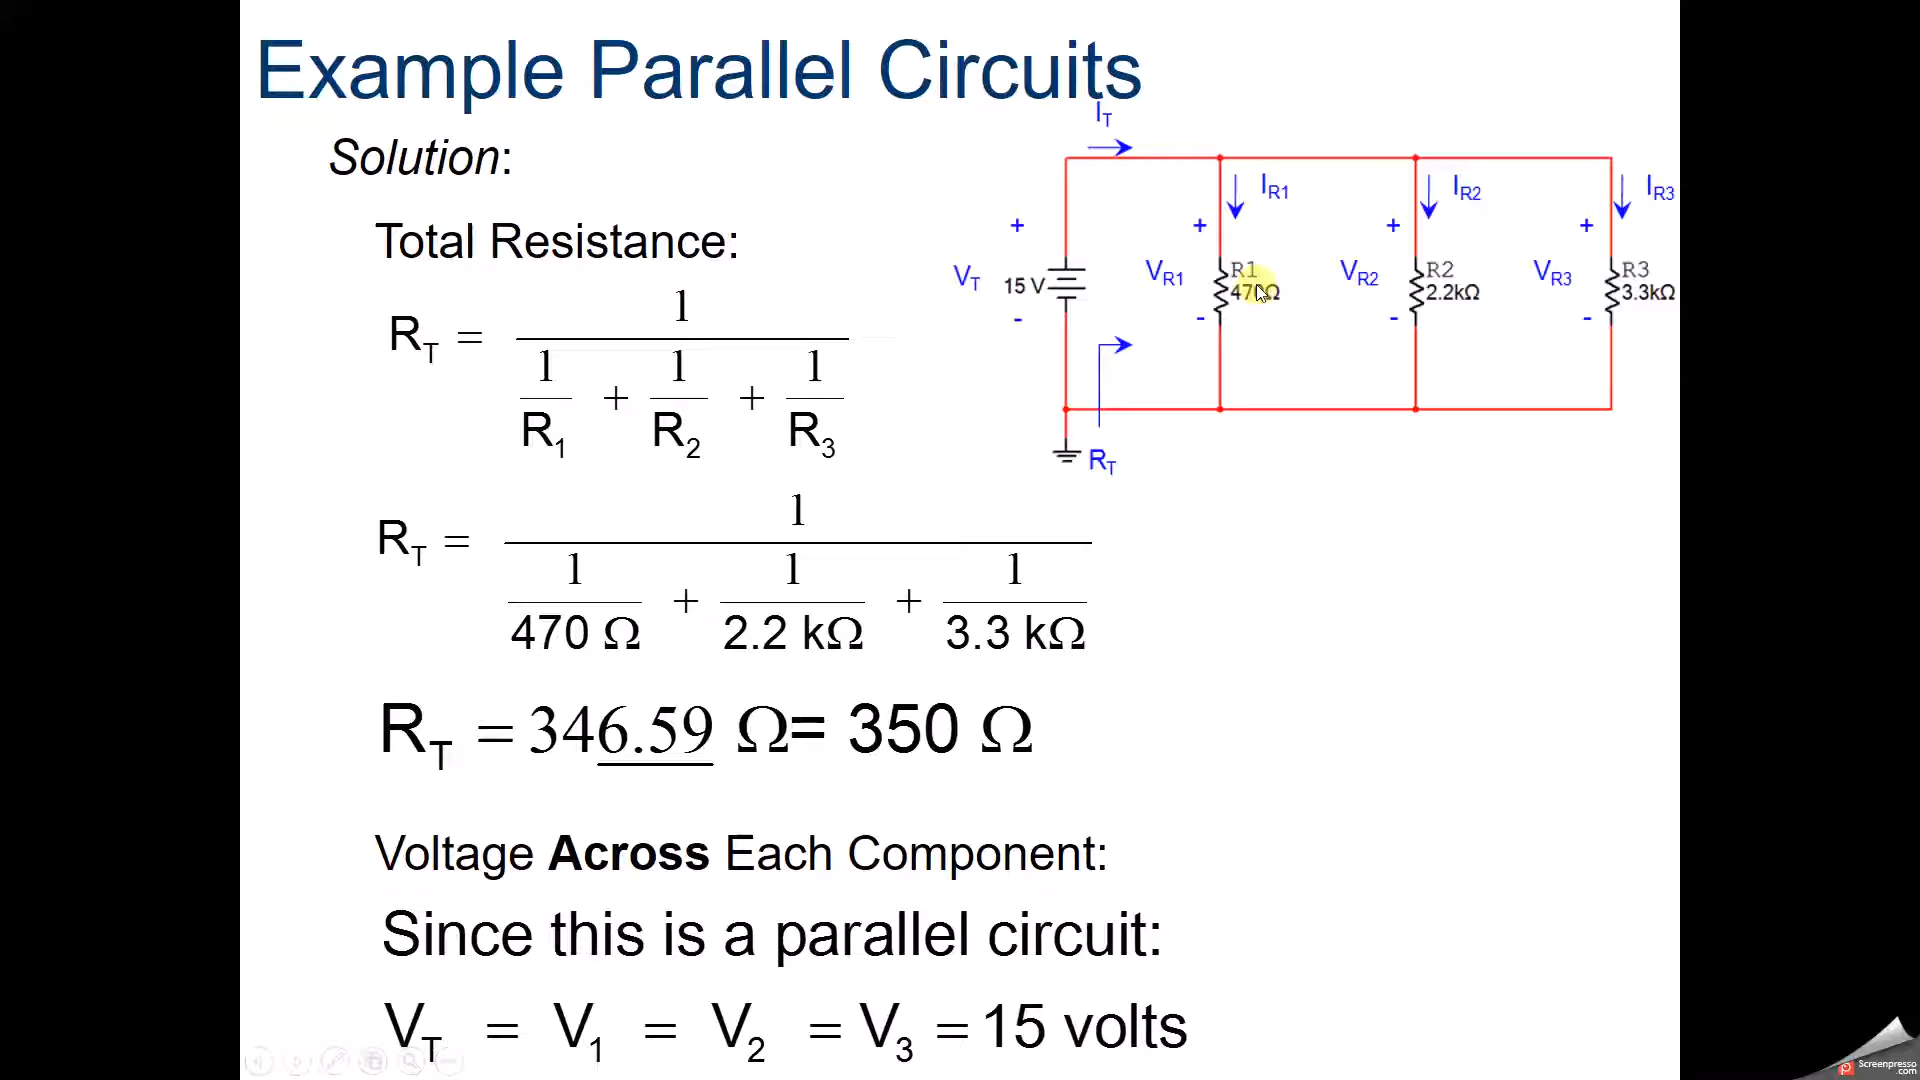 Example Parallel Circuits
Solution:
Total Resistance:
R_T = 1 / (1/R_1 + 1/R_2 + 1/R_3)
R_T = 1 / (1/470 Ω + 1/2.2 kΩ + 1/3.3 kΩ)
R_T = 346.59 Ω= 350 Ω
Voltage Across Each Component:
Since this is a parallel circuit:
V_T = V_1 = V_2 = V_3 = 15 volts
I_T
I_R1 I_R2 I_R3
+ + + +
V_T 15 V V_R1 R1 V_R2 R2 V_R3 R3
470Ω 2.2kΩ 3.3kΩ
- - - -
R_T
Screenpresso
.com